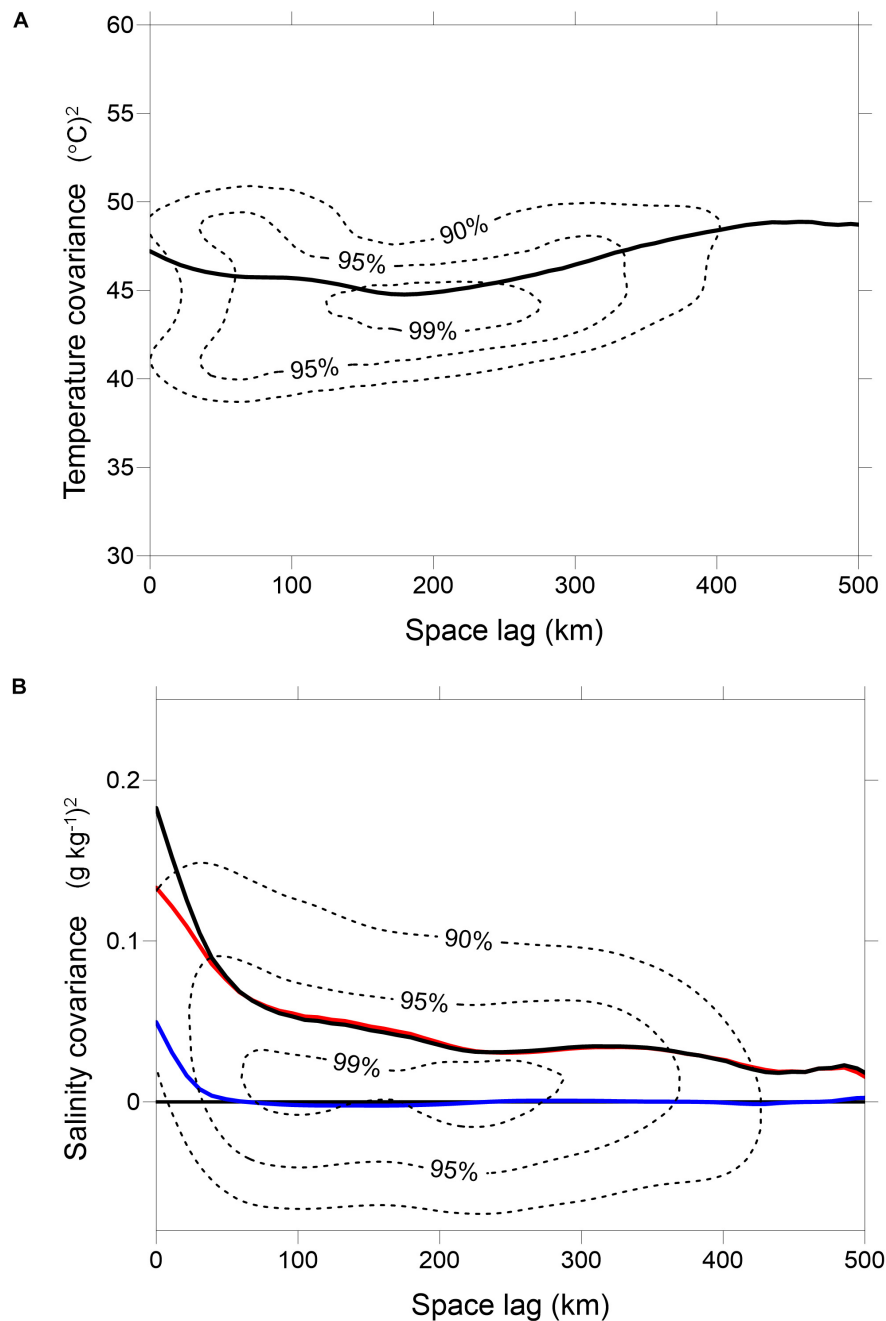 A
60
55
50
45
40
35
30
Temperature covariance (°C)²
90%
95%
99%
95%
0 100 200 300 400 500
Space lag (km)
B
0.2
0.1
0
Salinity covariance (g kg⁻¹)²
90%
95%
99%
95%
0 100 200 300 400 500
Space lag (km)